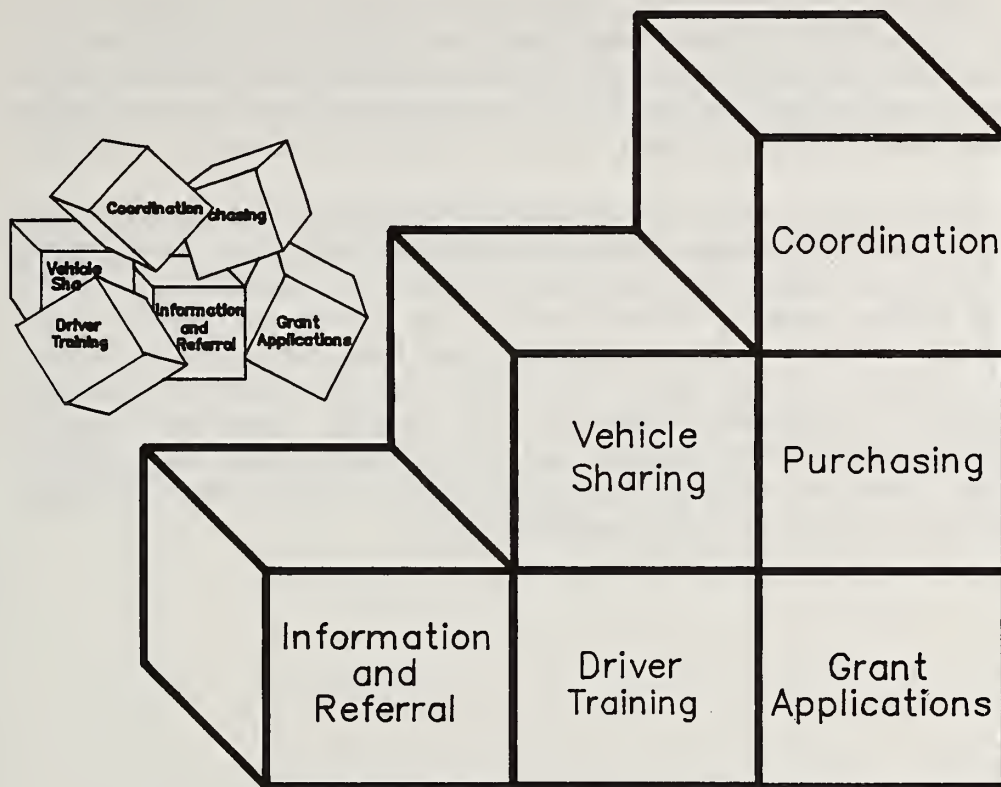 Coordination
chasing
Vehicle
Sha
Driver
Training
Information
and
Referral
Grant
Applications
Coordination
Vehicle
Sharing
Purchasing
Information
and
Referral
Driver
Training
Grant
Applications